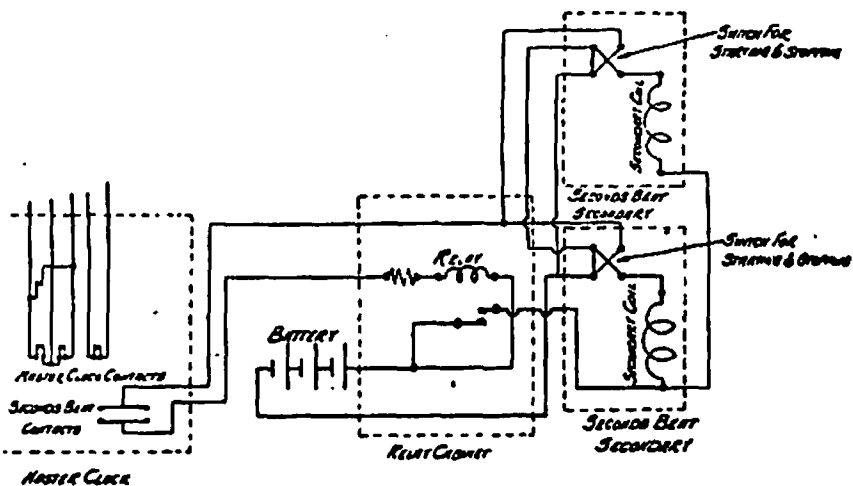 SWITCH FOR
STARTING & STOPPING
SECONDARY COIL
SECONDS BEAT
SECONDARY
SWITCH FOR
STARTING & STOPPING
RELAY
BATTERY
SECONDARY COIL
MASTER CLOCK CONTACTS
SECONDS BEAT
CONTACTS
SECONDS BEAT
SECONDARY
RELAY CABINET
MASTER CLOCK